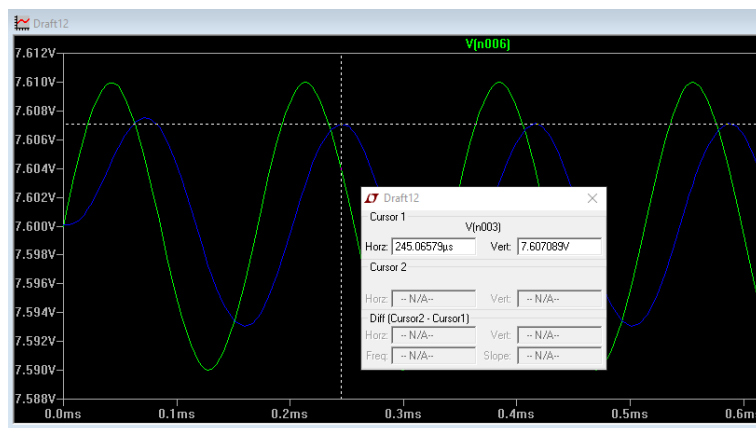 Draft12
V(n006)
7.612V
7.610V
7.608V
7.606V
7.604V
7.602V
7.600V
7.598V
7.596V
7.594V
7.592V
7.590V
7.588V
0.0ms 0.1ms 0.2ms 0.3ms 0.4ms 0.5ms 0.6m
Draft12
Cursor 1
V(n003)
Horz: 245.06579µs Vert: 7.607089V
Cursor 2
Horz: -- N/A-- Vert: -- N/A--
Diff (Cursor2 - Cursor1)
Horz: -- N/A-- Vert: -- N/A--
Freq: -- N/A-- Slope: -- N/A--